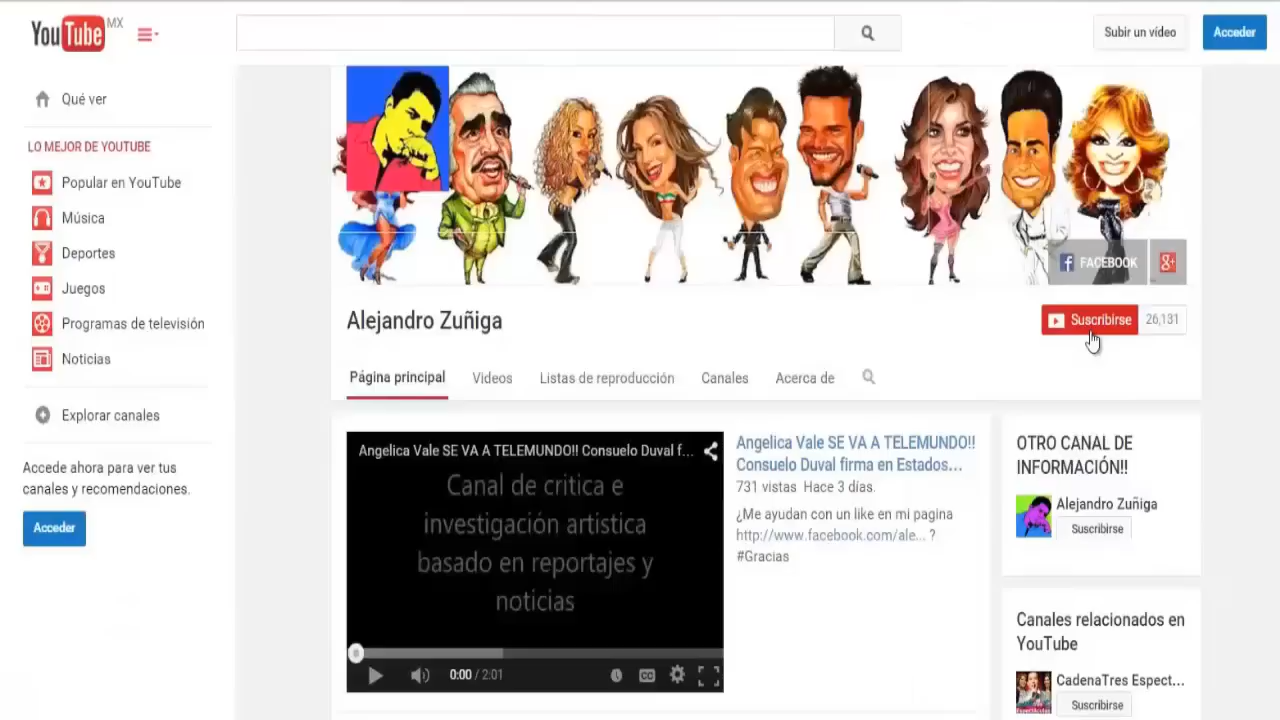 YouTube MX
Subir un vídeo
Acceder
Qué ver
LO MEJOR DE YOUTUBE
Popular en YouTube
Música
Deportes
Juegos
Programas de televisión
Noticias
Explorar canales
Accede ahora para ver tus
canales y recomendaciones.
Acceder
FACEBOOK
g+
Alejandro Zuñiga
Suscribirse
26,131
Página principal
Videos
Listas de reproducción
Canales
Acerca de
Angelica Vale SE VA A TELEMUNDO!! Consuelo Duval f...
Canal de critica e
investigación artistica
basado en reportajes y
noticias
0:00 / 2:01
CC
Angelica Vale SE VA A TELEMUNDO!!
Consuelo Duval firma en Estados...
731 vistas Hace 3 días.
¿Me ayudan con un like en mi pagina
http://www.facebook.com/ale... ?
#Gracias
OTRO CANAL DE
INFORMACIÓN!!
Alejandro Zuñiga
Suscribirse
Canales relacionados en
YouTube
CadenaTres Espect...
Suscribirse